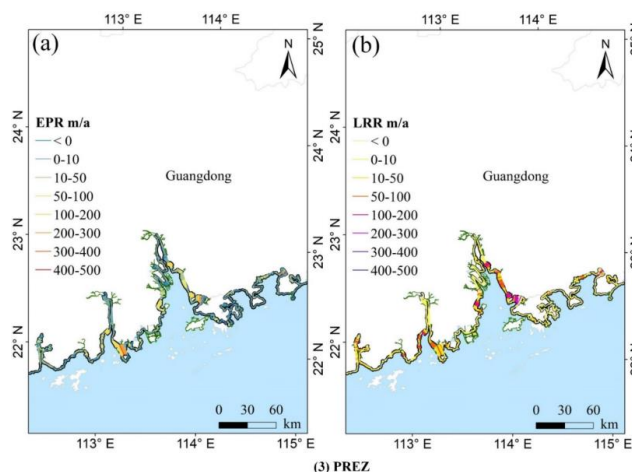 113° E
114° E
(a)
N
25° N
EPR m/a
< 0
0-10
10-50
50-100
100-200
200-300
300-400
400-500
24° N
Guangdong
23° N
22° N
0 30 60
km
113° E
114° E
115° E
113° E
114° E
(b)
N
LRR m/a
< 0
0-10
10-50
50-100
100-200
200-300
300-400
400-500
24° N
Guangdong
23° N
0 30 60
km
113° E
114° E
115° E
(3) PREZ